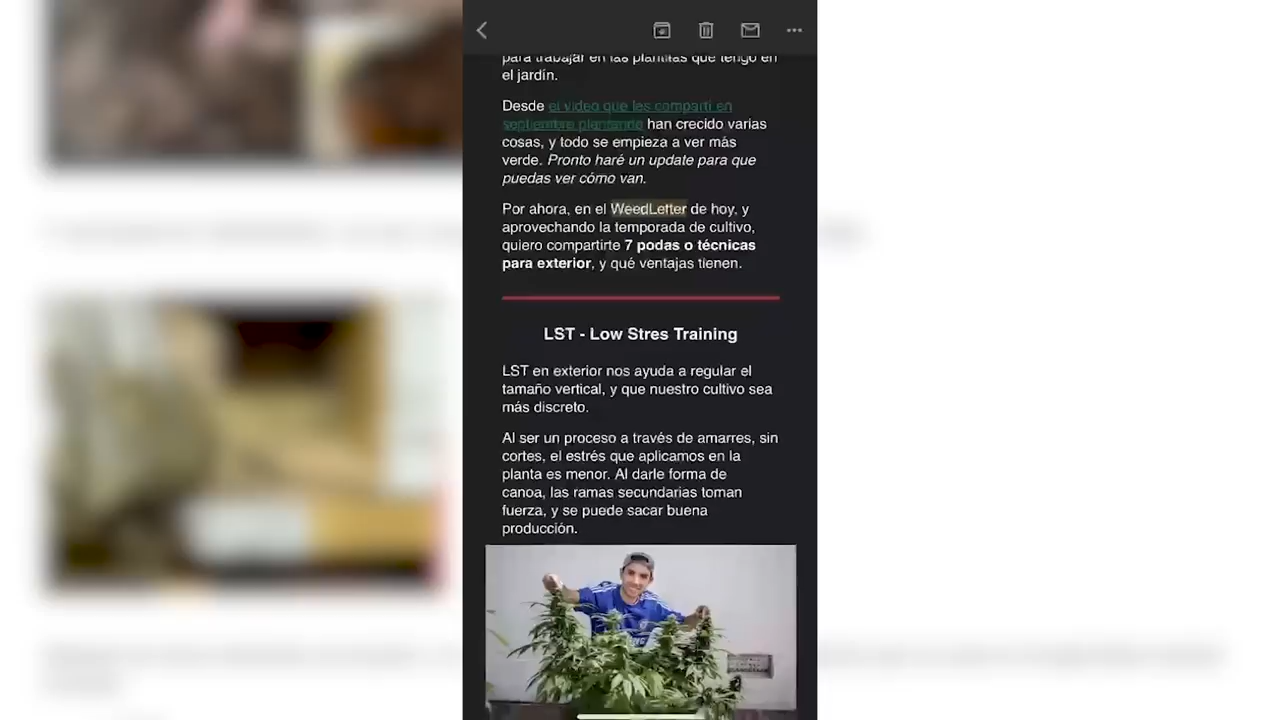 para trabajar en las plantitas que tengo en
el jardín.
Desde el video que les compartí en
septiembre plantando han crecido varias
cosas, y todo se empieza a ver más
verde. Pronto haré un update para que
puedas ver cómo van.
Por ahora, en el WeedLetter de hoy, y
aprovechando la temporada de cultivo,
quiero compartirte 7 podas o técnicas
para exterior, y qué ventajas tienen.
LST - Low Stres Training
LST en exterior nos ayuda a regular el
tamaño vertical, y que nuestro cultivo sea
más discreto.
Al ser un proceso a través de amarres, sin
cortes, el estrés que aplicamos en la
planta es menor. Al darle forma de
canoa, las ramas secundarias toman
fuerza, y se puede sacar buena
producción.